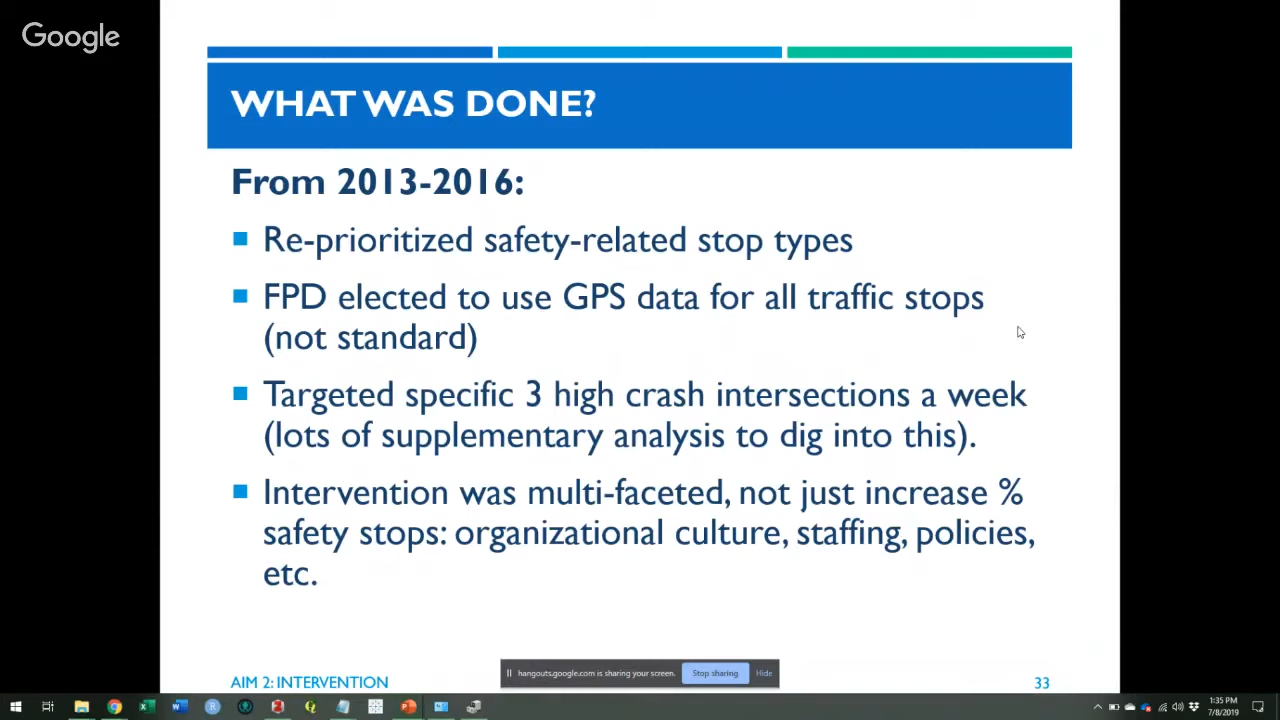 Google
WHAT WAS DONE?
From 2013-2016:
Re-prioritized safety-related stop types
FPD elected to use GPS data for all traffic stops
(not standard)
Targeted specific 3 high crash intersections a week
(lots of supplementary analysis to dig into this).
Intervention was multi-faceted, not just increase %
safety stops: organizational culture, staffing, policies,
etc.
hangouts.google.com is sharing your screen.
Stop sharing
Hide
AIM 2: INTERVENTION
33
1:35 PM
7/8/2019